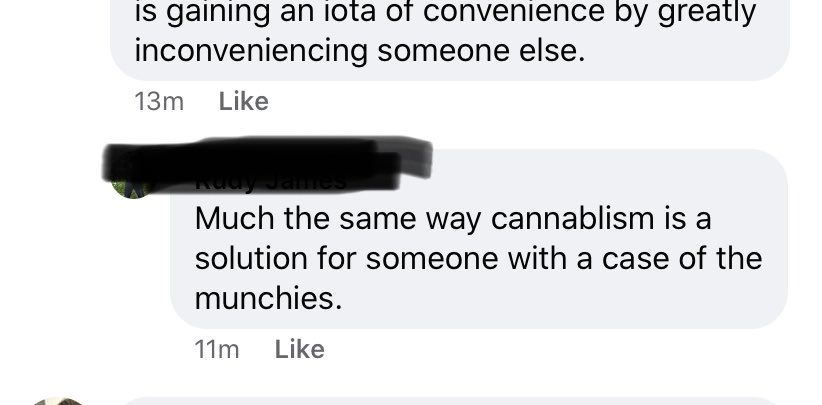 is gaining an iota of convenience by greatly
inconveniencing someone else.
13m Like
Much the same way cannablism is a
solution for someone with a case of the
munchies.
11m Like